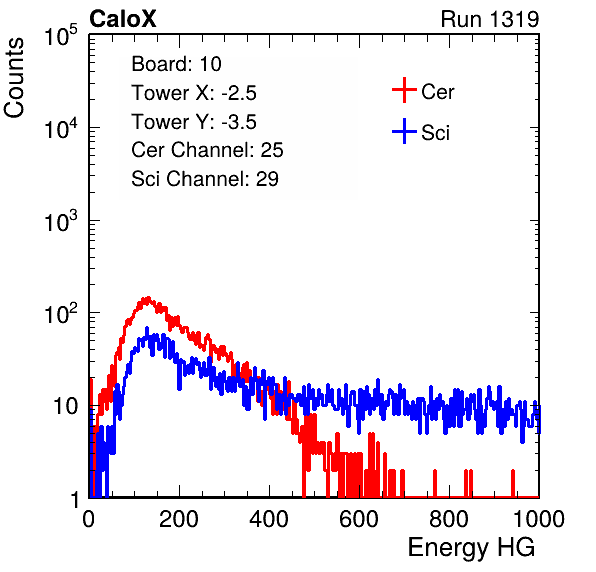 CaloX Run 1319
Counts
10^5
10^4
10^3
10^2
10
1
Board: 10
Tower X: -2.5
Tower Y: -3.5
Cer Channel: 25
Sci Channel: 29
Cer
Sci
0 200 400 600 800 1000
Energy HG